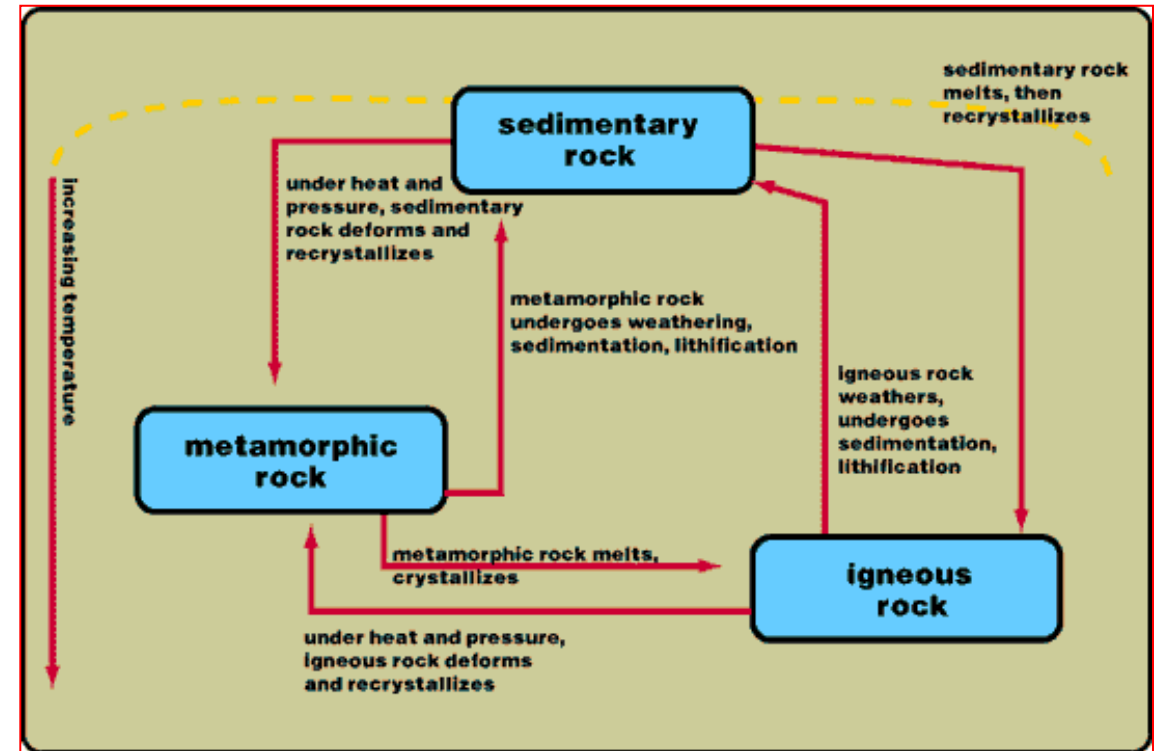 sedimentary rock
melts, then
recrystallizes
sedimentary
rock
under heat and
pressure, sedimentary
rock deforms and
recrystallizes
increasing temperature
metamorphic rock
undergoes weathering,
sedimentation, lithification
igneous rock
weathers,
undergoes
sedimentation,
lithification
metamorphic
rock
metamorphic rock melts,
crystallizes
igneous
rock
under heat and pressure,
igneous rock deforms
and recrystallizes